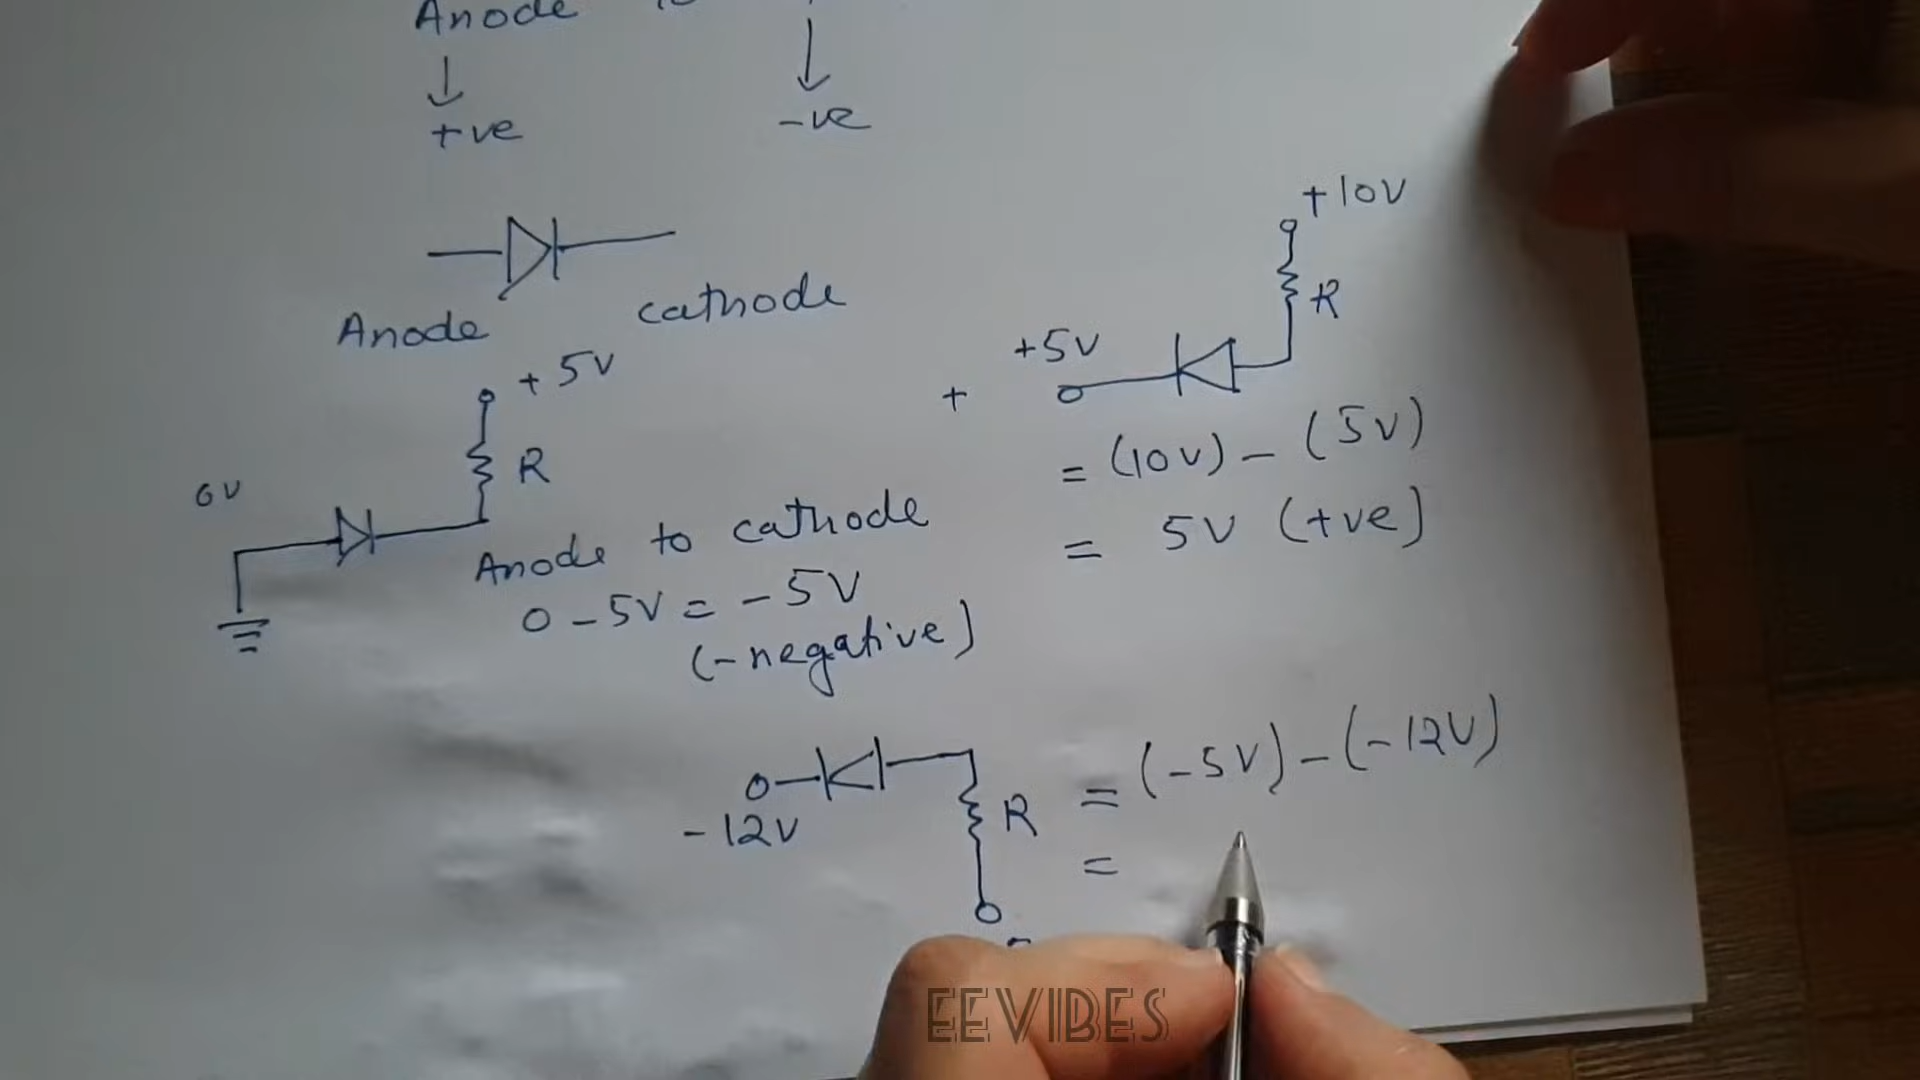 Anode
+ve
-ve
Anode cathode
+5V
R
0V
Anode to cathode
0 - 5V = - 5V
(-negative)
+10V
R
+5V
+
= (10V) - (5V)
= 5V (+ve)
-12V
R
= (-5V) - (-12V)
=
EEVIBES